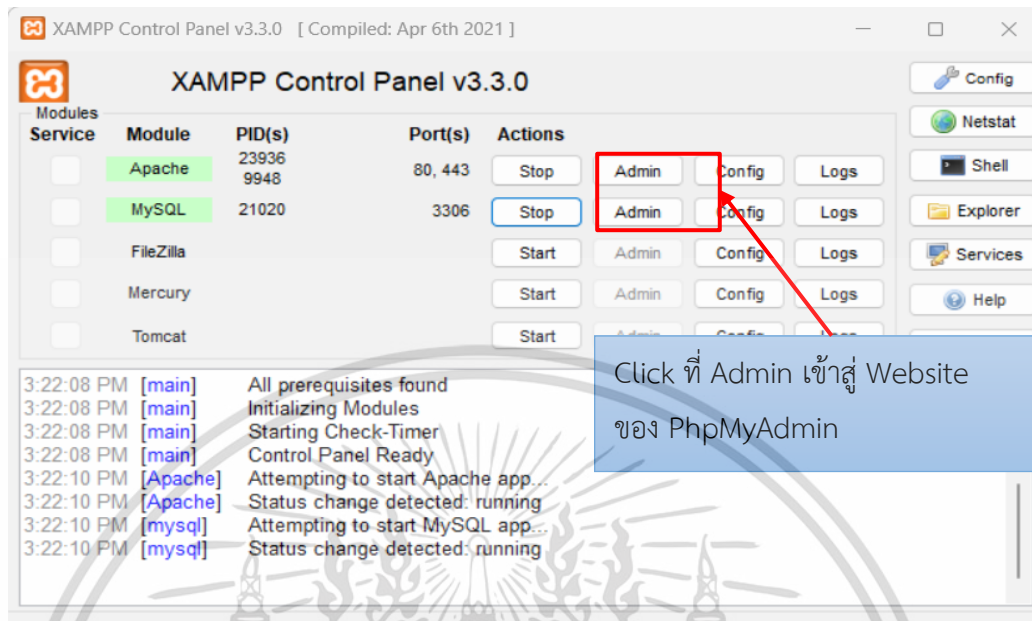 XAMPP Control Panel v3.3.0 [ Compiled: Apr 6th 2021 ]
XAMPP Control Panel v3.3.0
Config
Modules
Service Module PID(s) Port(s) Actions
Netstat
Apache 23936 9948 80, 443 Stop Admin Config Logs
Shell
MySQL 21020 3306 Stop Admin Config Logs
Explorer
FileZilla Start Admin Config Logs
Services
Mercury Start Admin Config Logs
Help
Tomcat Start Admin Config Logs
Click ที่ Admin เข้าสู่ Website
ของ PhpMyAdmin
3:22:08 PM [main] All prerequisites found
3:22:08 PM [main] Initializing Modules
3:22:08 PM [main] Starting Check-Timer
3:22:08 PM [main] Control Panel Ready
3:22:10 PM [Apache] Attempting to start Apache app...
3:22:10 PM [Apache] Status change detected: running
3:22:10 PM [mysql] Attempting to start MySQL app...
3:22:10 PM [mysql] Status change detected: running